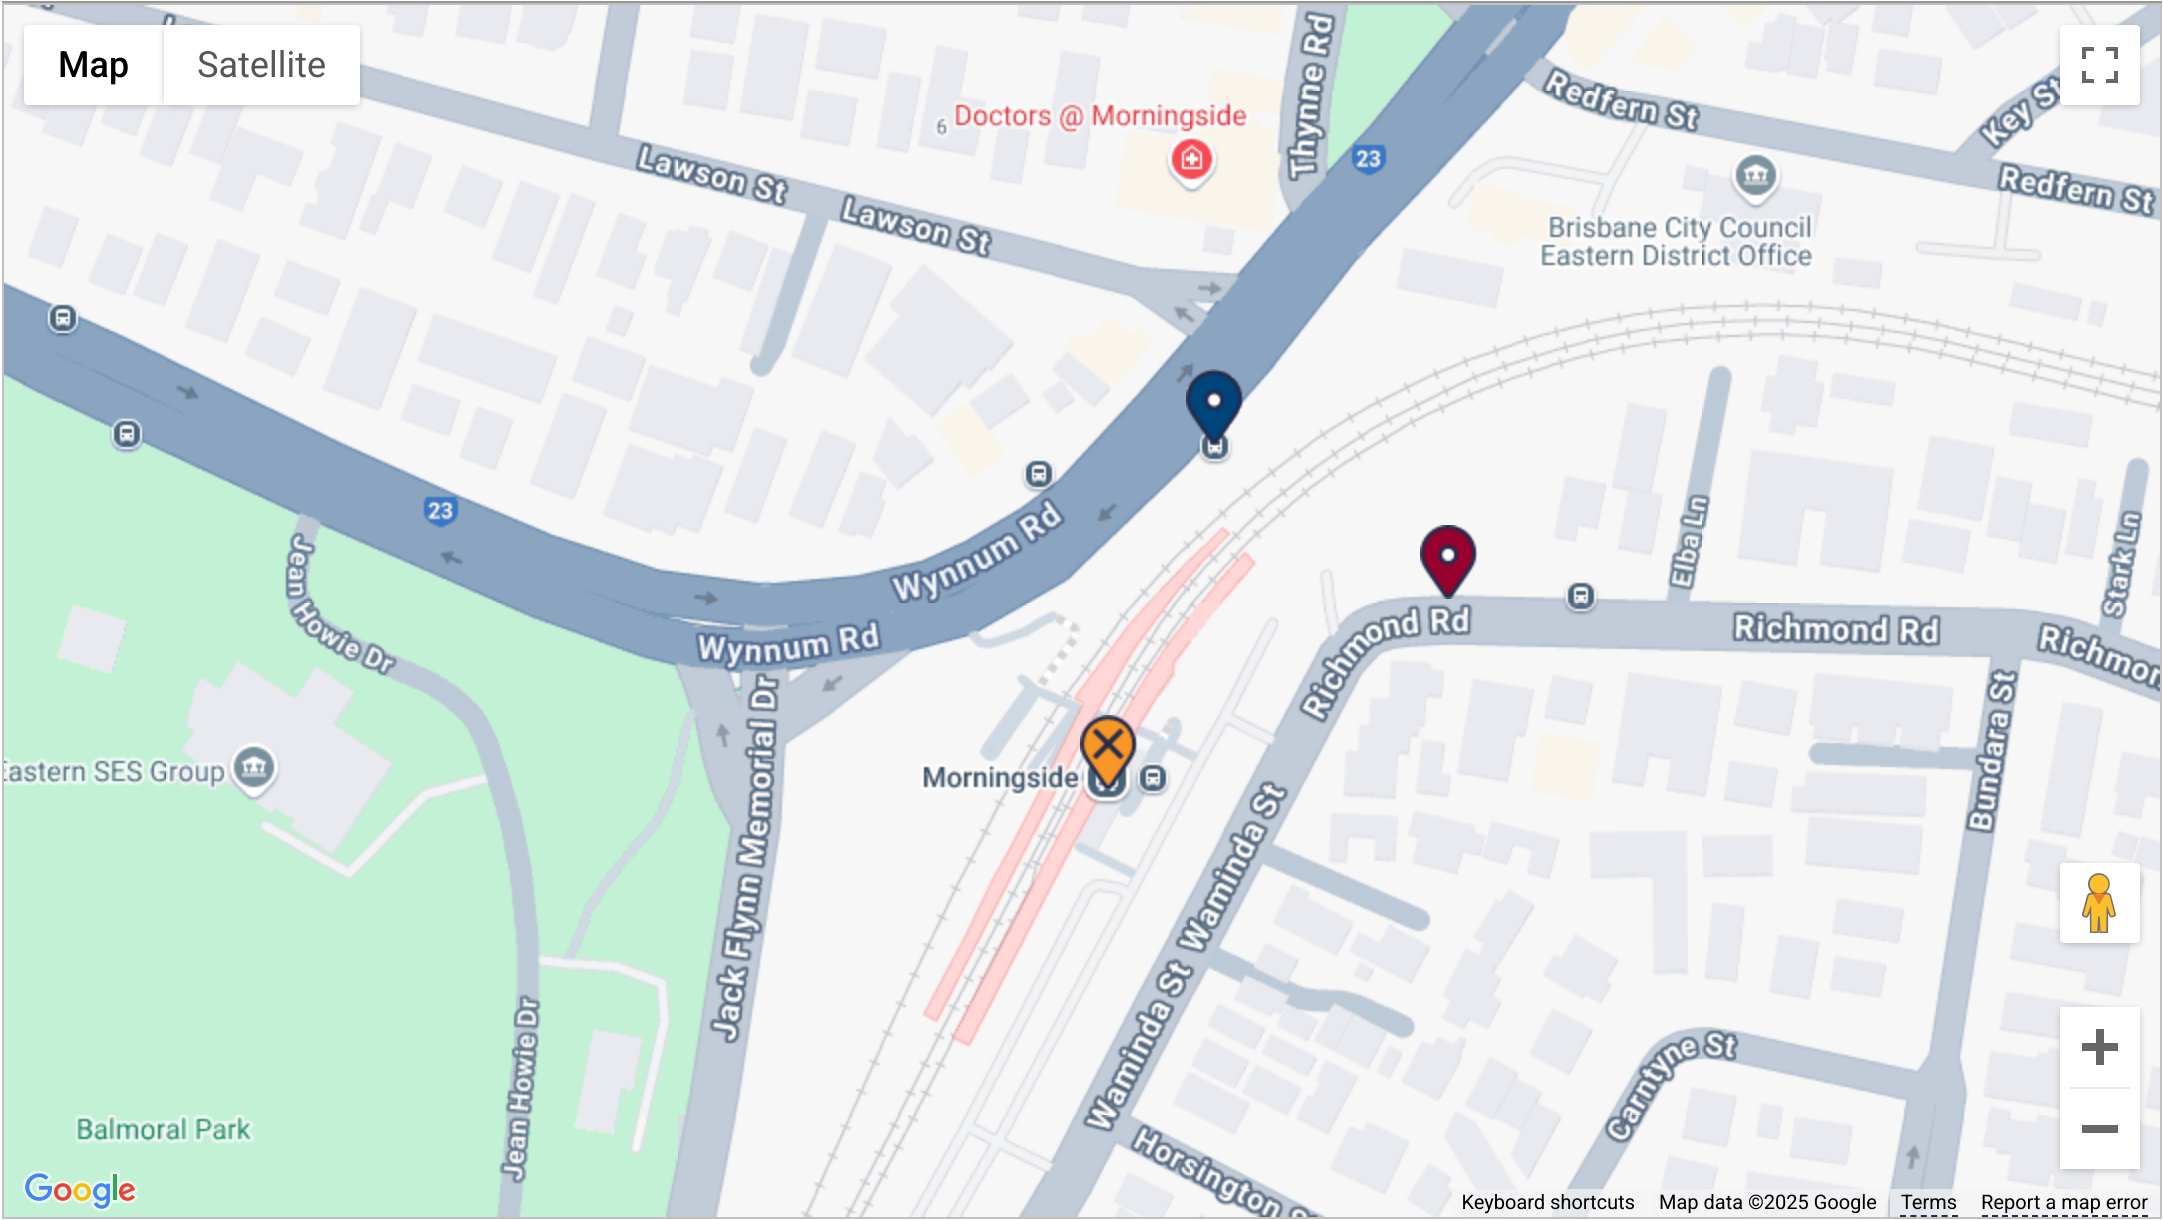 Map
Satellite
Thynne Rd
Redfern St
Key St
Doctors @ Morningside
6
23
Lawson St
Lawson St
Redfern St
Brisbane City Council
Eastern District Office
23
Wynnum Rd
Wynnum Rd
Jean Howie Dr
Elba Ln
Stark Ln
Richmond Rd
Richmond Rd
Richmon
Jack Flynn Memorial Dr
Bundara St
Eastern SES Group
Morningside
Waminda St
Waminda St
Jean Howie Dr
Carntyne St
Balmoral Park
Horsington S
Google
Keyboard shortcuts
Map data ©2025 Google
Terms
Report a map error